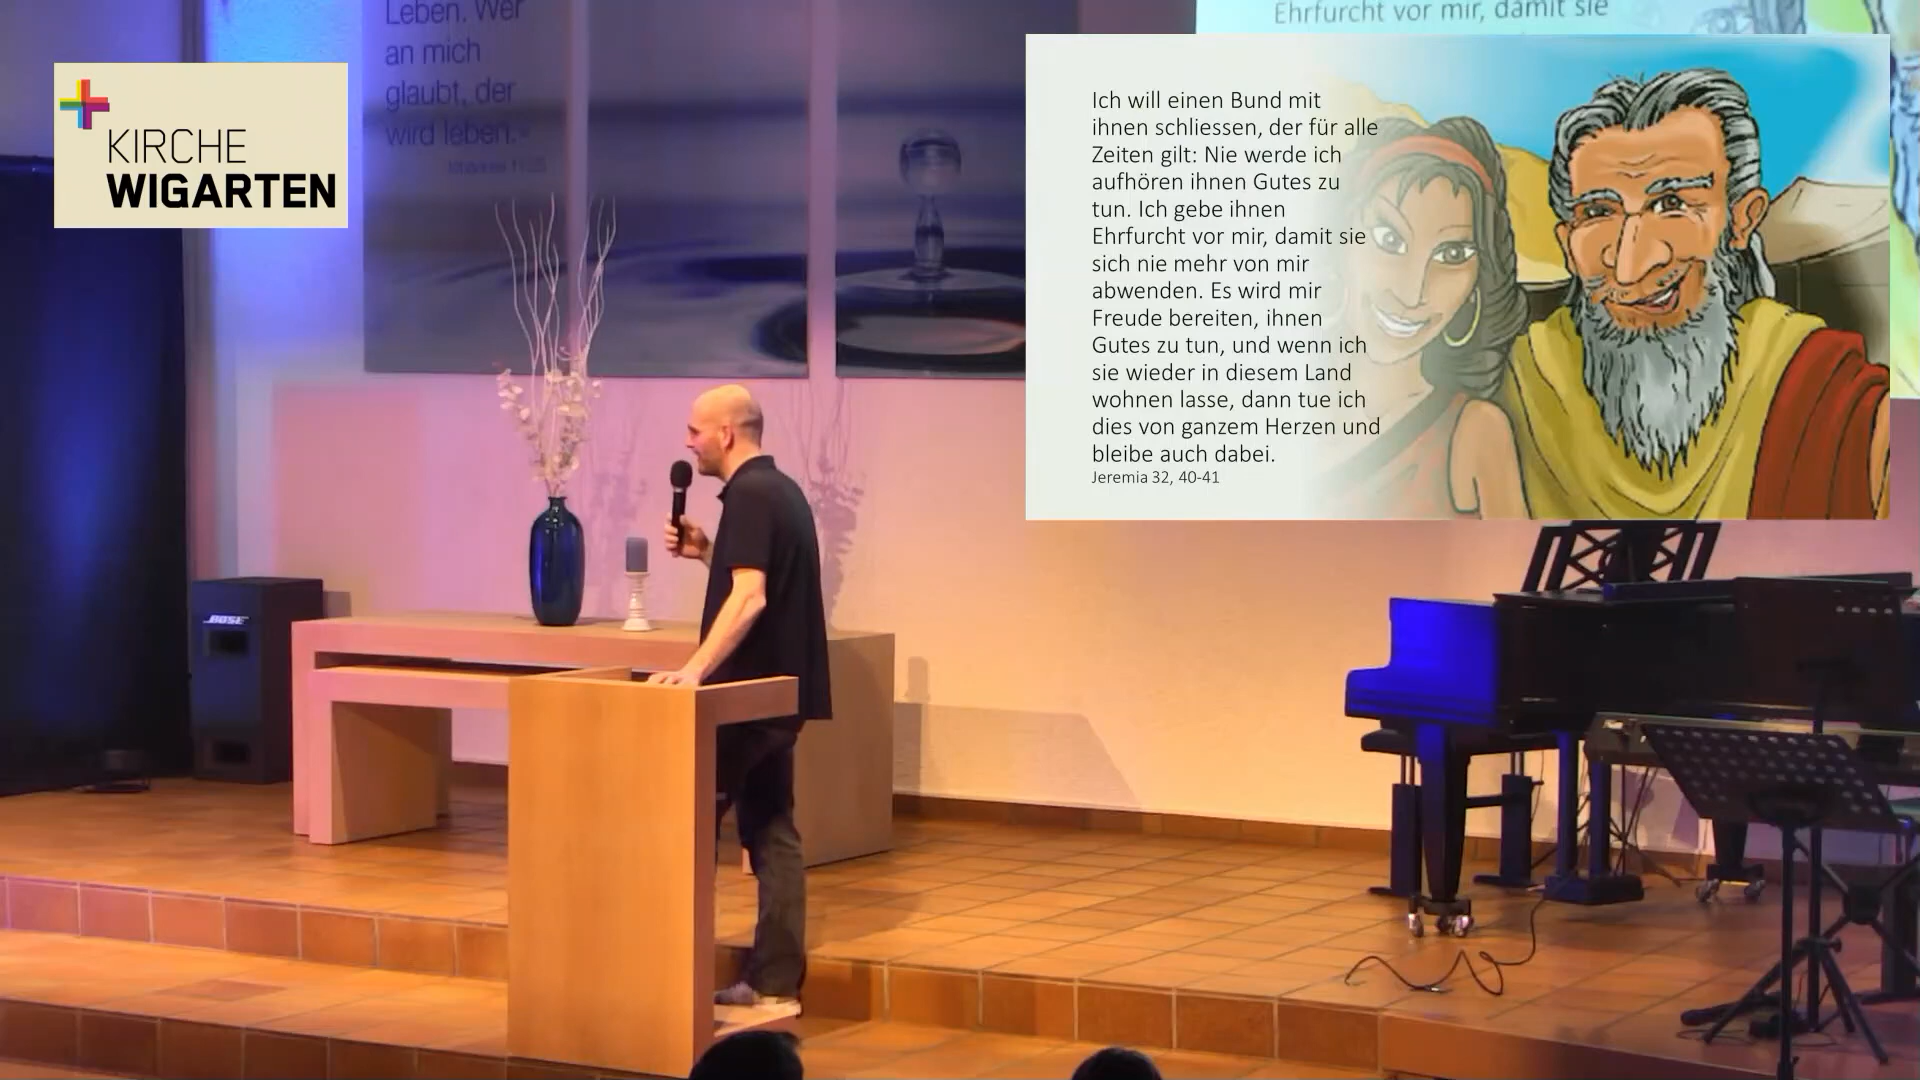 Leben. Wer
an mich
glaubt, der
wird leben.»
KIRCHE
WIGARTEN
BOSE
Ehrfurcht vor mir, damit sie
Ich will einen Bund mit
ihnen schliessen, der für alle
Zeiten gilt: Nie werde ich
aufhören ihnen Gutes zu
tun. Ich gebe ihnen
Ehrfurcht vor mir, damit sie
sich nie mehr von mir
abwenden. Es wird mir
Freude bereiten, ihnen
Gutes zu tun, und wenn ich
sie wieder in diesem Land
wohnen lasse, dann tue ich
dies von ganzem Herzen und
bleibe auch dabei.
Jeremia 32, 40-41